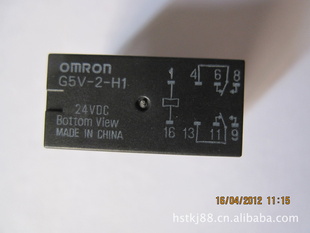 OMRON
G5V-2-H1
24VDC
Bottom View
MADE IN CHINA
1 4 6 8
16 13 11 9
16/04/2012 11:15
hstkj88.cn.alibaba.com